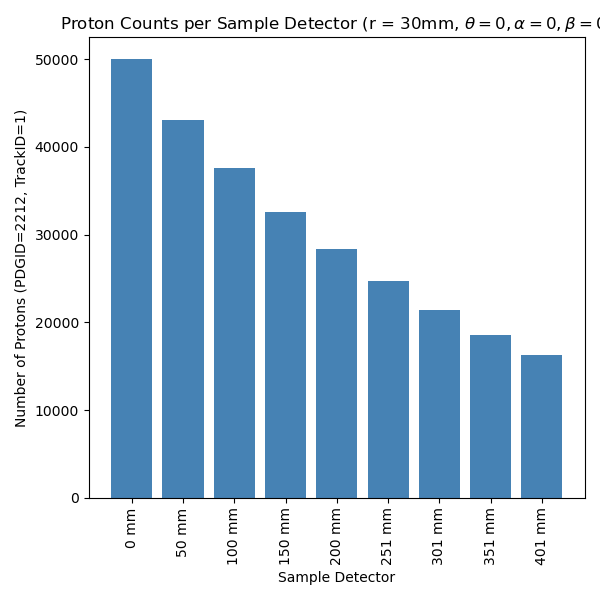 Proton Counts per Sample Detector (r = 30mm, θ = 0, α = 0, β = 0
Number of Protons (PDGID=2212, TrackID=1)
50000
40000
30000
20000
10000
0
0 mm
50 mm
100 mm
150 mm
200 mm
251 mm
301 mm
351 mm
401 mm
Sample Detector